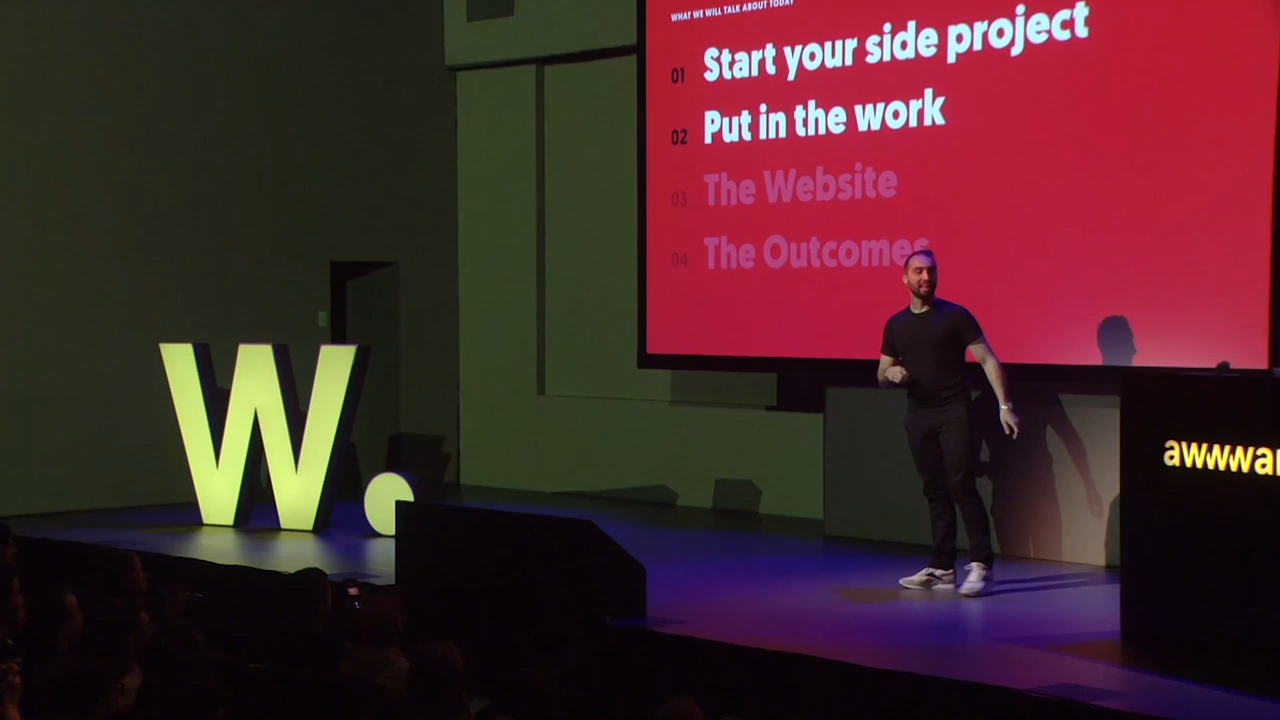 WHAT WE WILL TALK ABOUT TODAY
01 Start your side project
02 Put in the work
03 The Website
04 The Outcomes
W.
awwwar